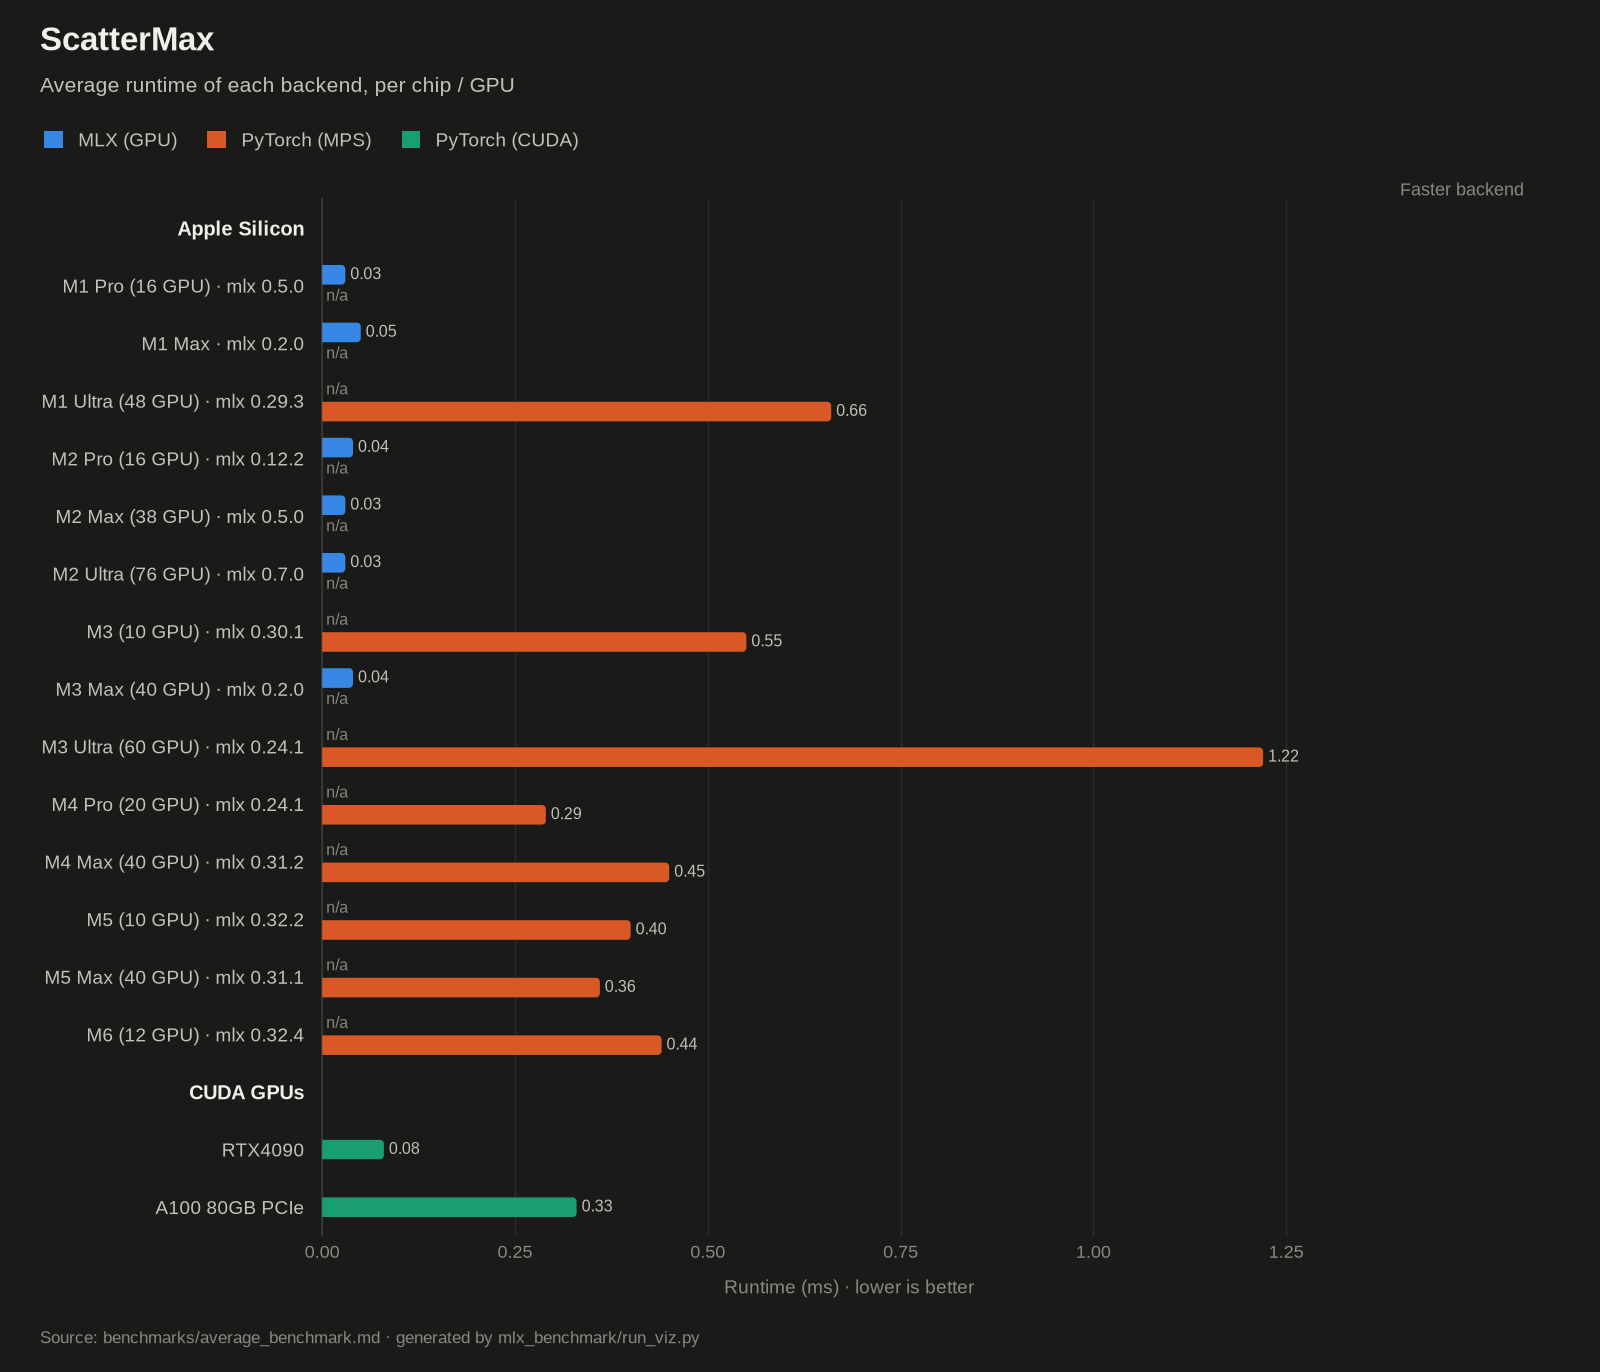 ScatterMax
Average runtime of each backend, per chip / GPU
MLX (GPU) PyTorch (MPS) PyTorch (CUDA)
Faster backend
Apple Silicon
M1 Pro (16 GPU) · mlx 0.5.0 0.03 n/a
M1 Max · mlx 0.2.0 0.05 n/a
M1 Ultra (48 GPU) · mlx 0.29.3 n/a 0.66
M2 Pro (16 GPU) · mlx 0.12.2 0.04 n/a
M2 Max (38 GPU) · mlx 0.5.0 0.03 n/a
M2 Ultra (76 GPU) · mlx 0.7.0 0.03 n/a
M3 (10 GPU) · mlx 0.30.1 n/a 0.55
M3 Max (40 GPU) · mlx 0.2.0 0.04 n/a
M3 Ultra (60 GPU) · mlx 0.24.1 n/a 1.22
M4 Pro (20 GPU) · mlx 0.24.1 n/a 0.29
M4 Max (40 GPU) · mlx 0.31.2 n/a 0.45
M5 (10 GPU) · mlx 0.32.2 n/a 0.40
M5 Max (40 GPU) · mlx 0.31.1 n/a 0.36
M6 (12 GPU) · mlx 0.32.4 n/a 0.44
CUDA GPUs
RTX4090 0.08
A100 80GB PCIe 0.33
0.00 0.25 0.50 0.75 1.00 1.25
Runtime (ms) · lower is better
Source: benchmarks/average_benchmark.md · generated by mlx_benchmark/run_viz.py